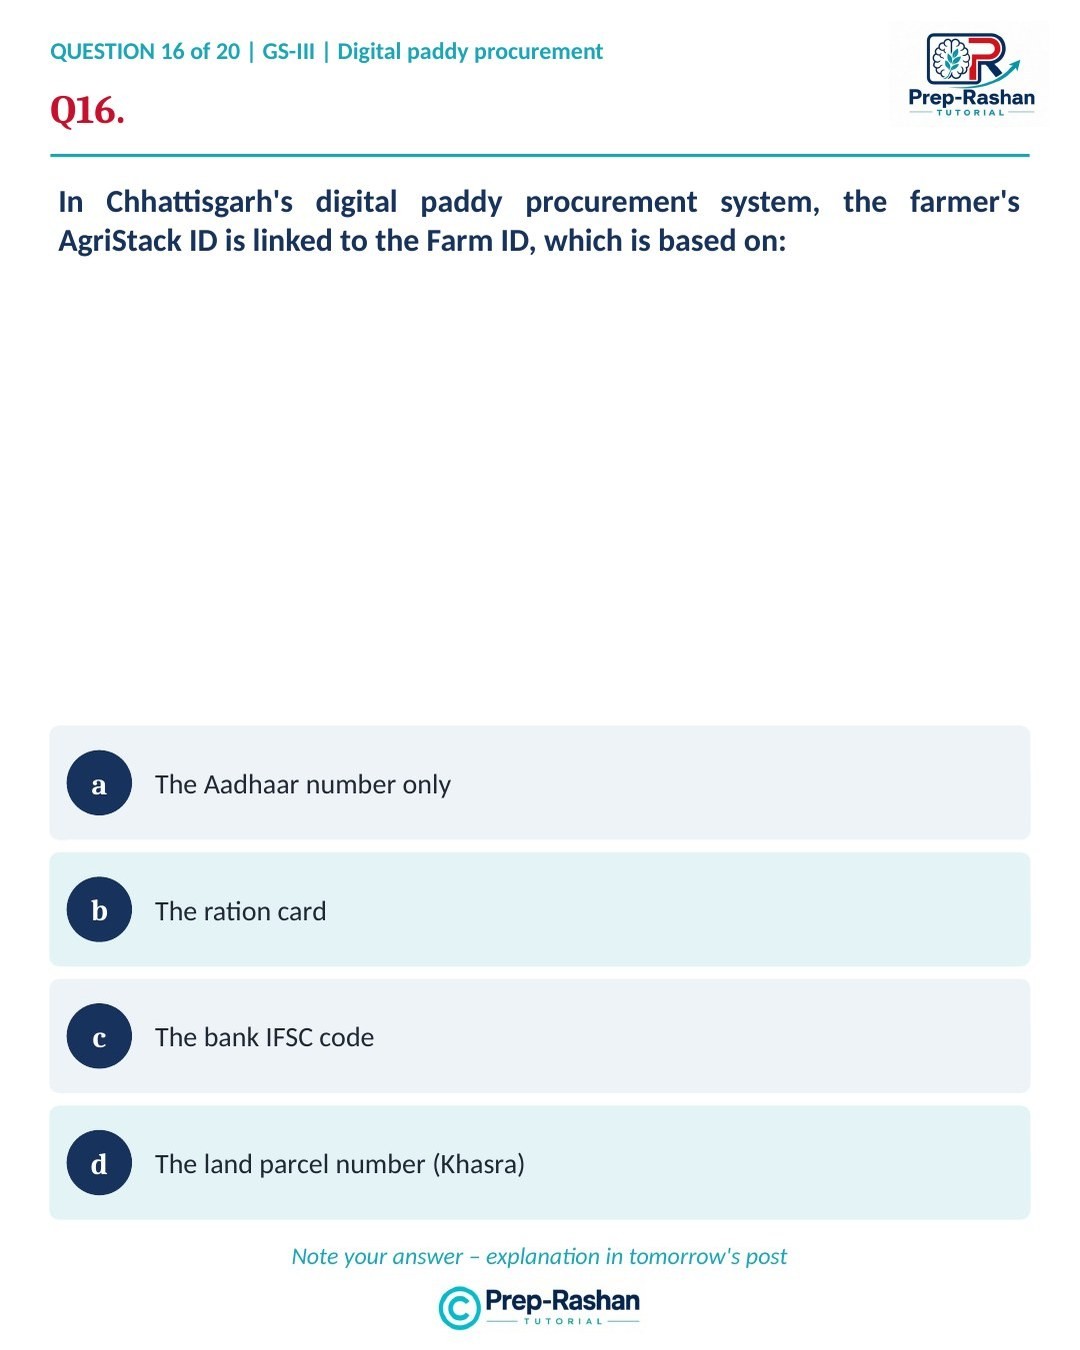 QUESTION 16 of 20 | GS-III | Digital paddy procurement
Q16.
R
Prep-Rashan
TUTORIAL
In Chhattisgarh's digital paddy procurement system, the farmer's
AgriStack ID is linked to the Farm ID, which is based on:
a The Aadhaar number only
b The ration card
c The bank IFSC code
d The land parcel number (Khasra)
Note your answer – explanation in tomorrow's post
© Prep-Rashan
TUTORIAL